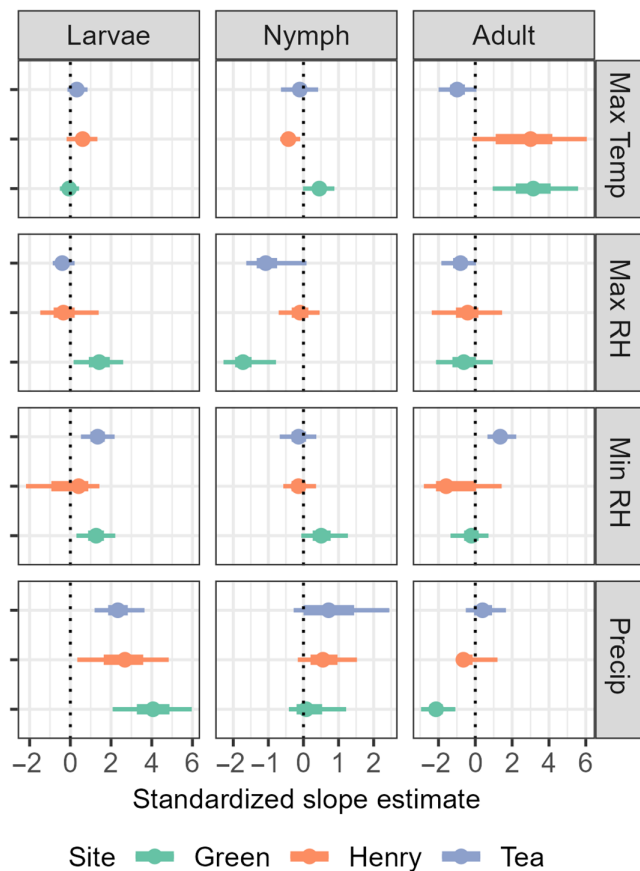 Larvae Nymph Adult
Max Temp
Max RH
Min RH
Precip
−2 0 2 4 6 −2 −1 0 1 2 −2 0 2 4 6
Standardized slope estimate
Site Green Henry Tea